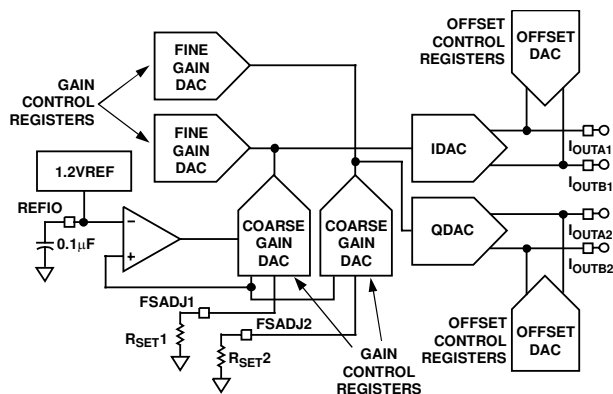 OFFSET
CONTROL
REGISTERS
OFFSET
DAC
FINE
GAIN
DAC
GAIN
CONTROL
REGISTERS
FINE
GAIN
DAC
IDAC
IOUTA1
IOUTB1
1.2VREF
REFIO
0.1µF
−
+
COARSE
GAIN
DAC
COARSE
GAIN
DAC
QDAC
IOUTA2
IOUTB2
FSADJ1
RSET1
FSADJ2
RSET2
GAIN
CONTROL
REGISTERS
OFFSET
CONTROL
REGISTERS
OFFSET
DAC